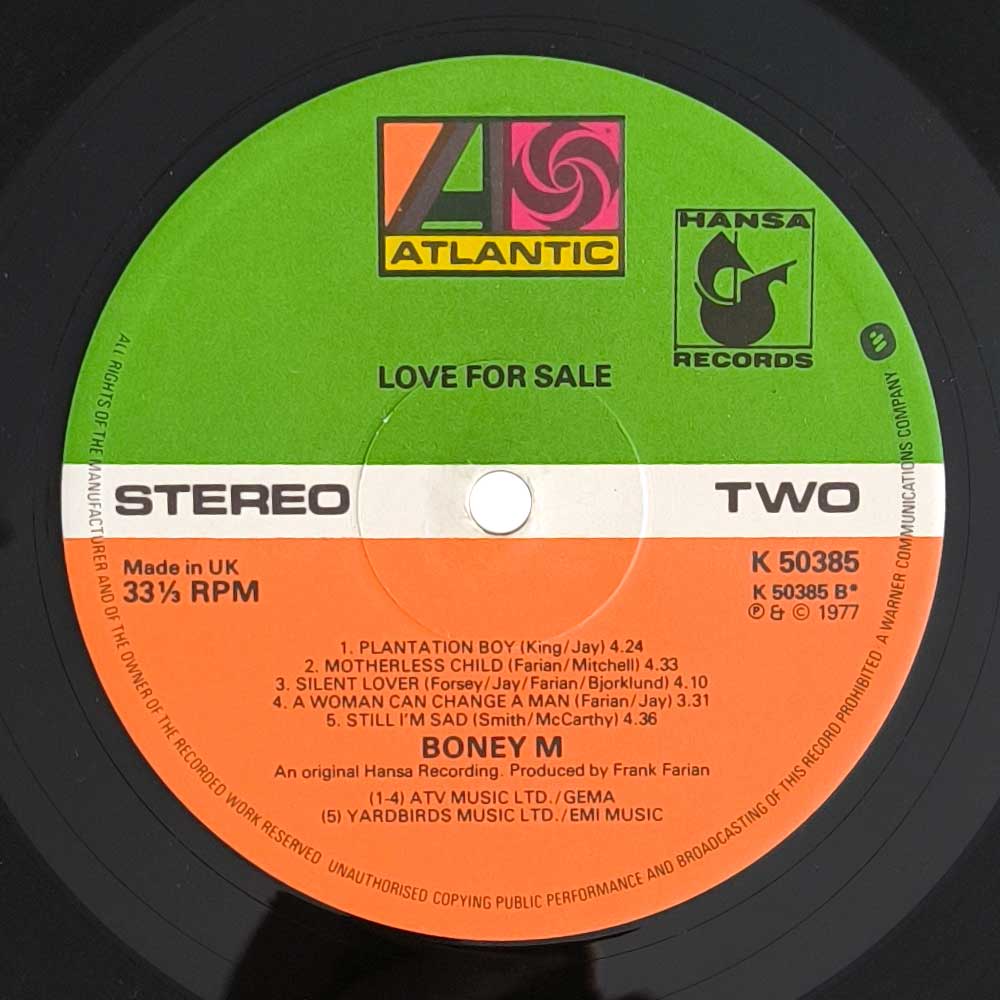 ATLANTIC
HANSA
RECORDS
LOVE FOR SALE
STEREO
TWO
Made in UK
33⅓ RPM
K 50385
K 50385 B*
℗ & © 1977
1. PLANTATION BOY (King/Jay) 4.24
2. MOTHERLESS CHILD (Farian/Mitchell) 4.33
3. SILENT LOVER (Forsey/Jay/Farian/Bjorklund) 4.10
4. A WOMAN CAN CHANGE A MAN (Farian/Jay) 3.31
5. STILL I'M SAD (Smith/McCarthy) 4.36
BONEY M
An original Hansa Recording. Produced by Frank Farian
(1-4) ATV MUSIC LTD./GEMA
(5) YARDBIRDS MUSIC LTD./EMI MUSIC
ALL RIGHTS OF THE MANUFACTURER AND OF THE OWNER OF THE RECORDED WORK RESERVED UNAUTHORISED COPYING PUBLIC PERFORMANCE AND BROADCASTING OF THIS RECORD PROHIBITED A WARNER COMMUNICATIONS COMPANY